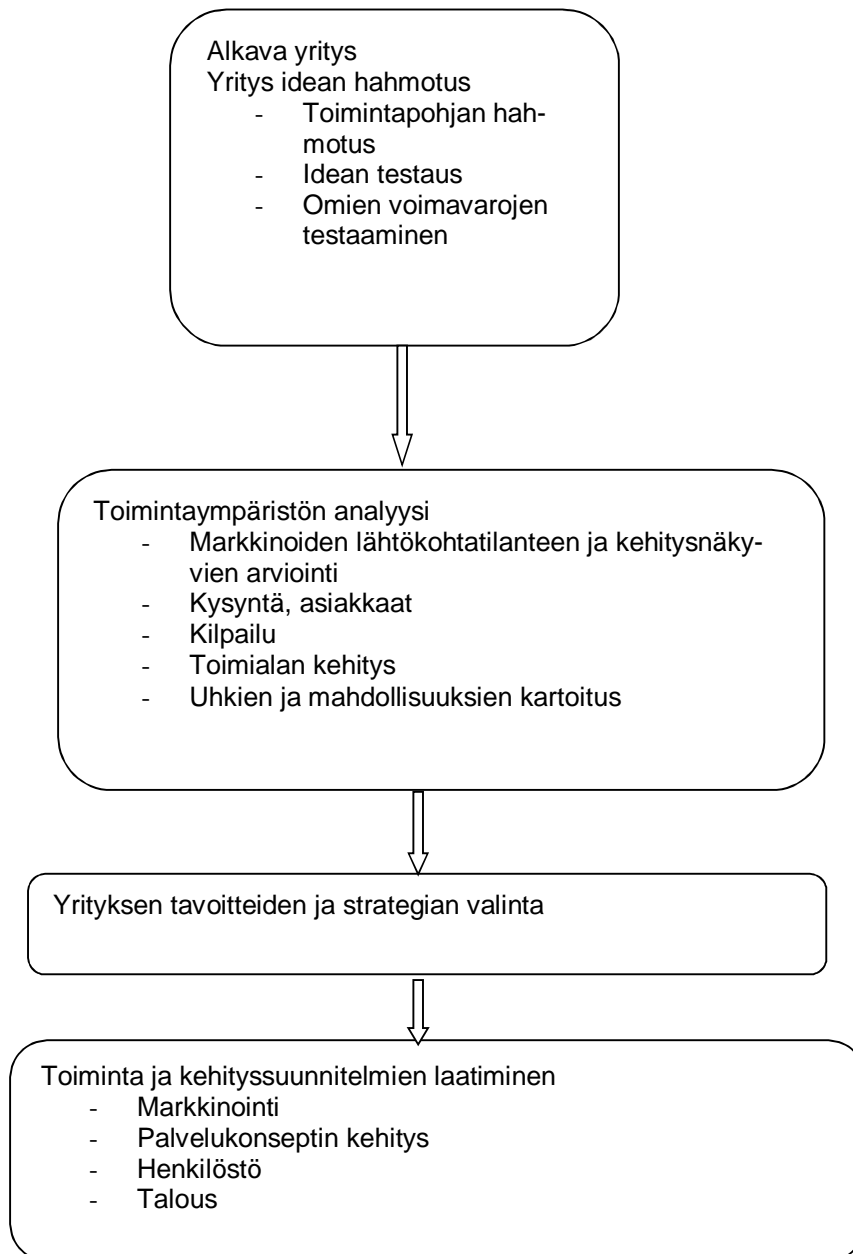 Alkava yritys
Yritys idean hahmotus
- Toimintapohjan hah-
motus
- Idean testaus
- Omien voimavarojen
testaaminen
Toimintaympäristön analyysi
- Markkinoiden lähtökohtatilanteen ja kehitysnäky-
vien arviointi
- Kysyntä, asiakkaat
- Kilpailu
- Toimialan kehitys
- Uhkien ja mahdollisuuksien kartoitus
Yrityksen tavoitteiden ja strategian valinta
Toiminta ja kehityssuunnitelmien laatiminen
- Markkinointi
- Palvelukonseptin kehitys
- Henkilöstö
- Talous